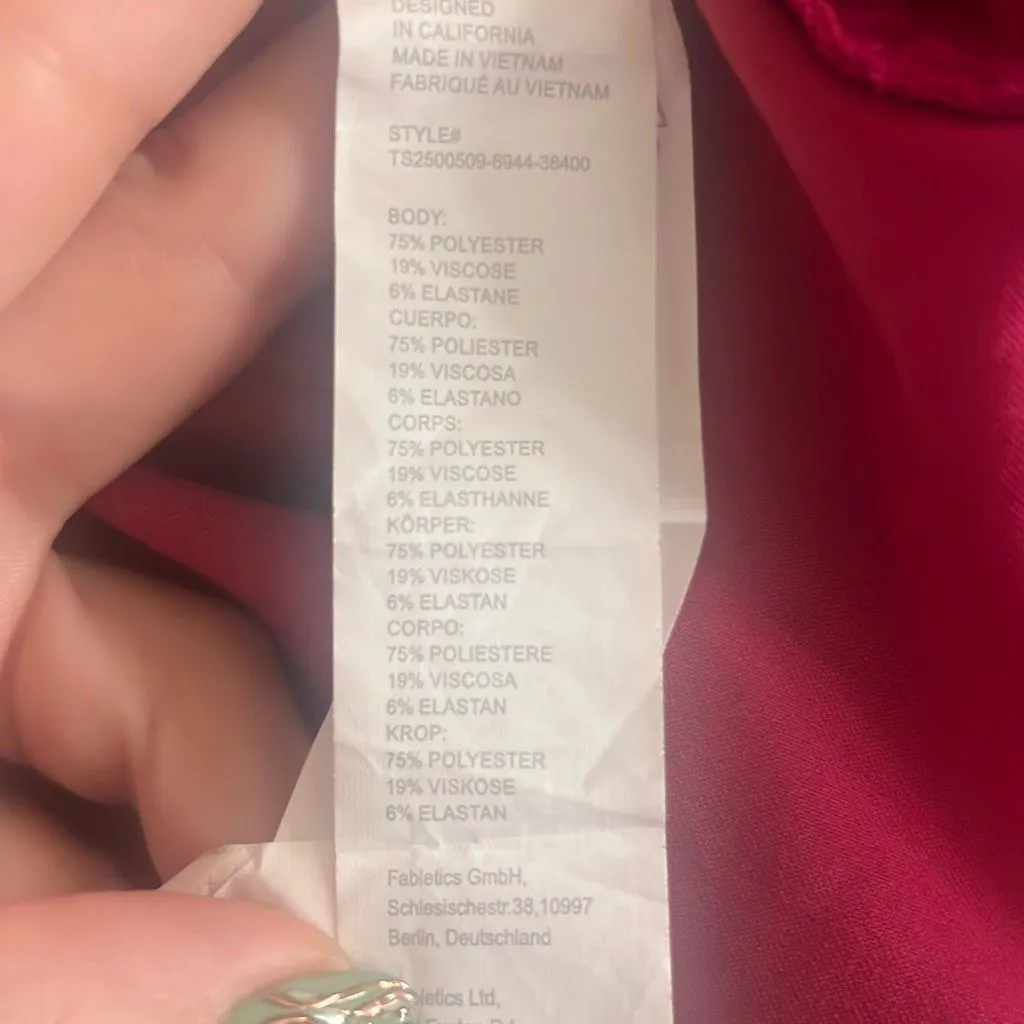 DESIGNED
IN CALIFORNIA
MADE IN VIETNAM
FABRIQUÉ AU VIETNAM
STYLE#
TS2500509-6944-38400
BODY:
75% POLYESTER
19% VISCOSE
6% ELASTANE
CUERPO:
75% POLIESTER
19% VISCOSA
6% ELASTANO
CORPS:
75% POLYESTER
19% VISCOSE
6% ELASTHANNE
KÖRPER:
75% POLYESTER
19% VISKOSE
6% ELASTAN
CORPO:
75% POLIESTERE
19% VISCOSA
6% ELASTAN
KROP:
75% POLYESTER
19% VISKOSE
6% ELASTAN
Fabletics GmbH,
Schlesischestr.38,10997
Berlin, Deutschland
Ltd,